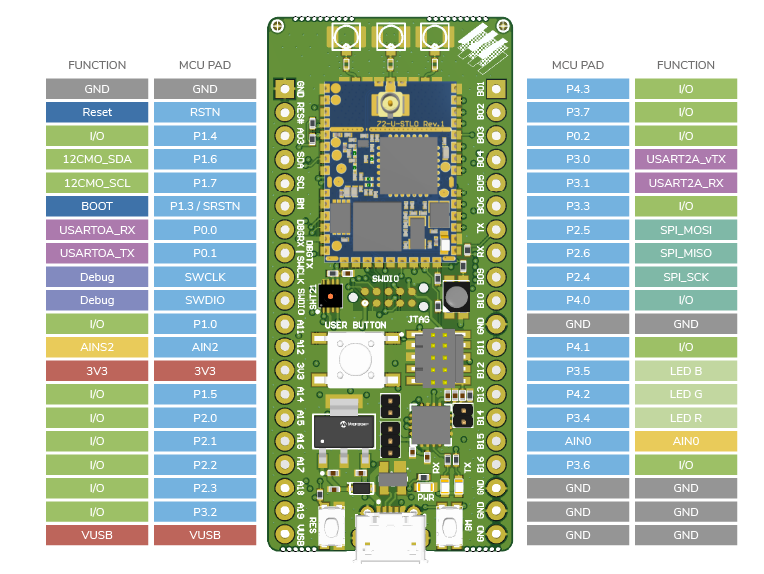 FUNCTION MCU PAD MCU PAD FUNCTION
GND GND GND B01 P4.3 I/O
Reset RSTN RES# B02 P3.7 I/O
I/O P1.4 A03 B03 P0.2 I/O
12CMO_SDA P1.6 SDA B04 P3.0 USART2A_vTX
12CMO_SCL P1.7 SCL B05 P3.1 USART2A_RX
BOOT P1.3 / SRSTN BM B06 P3.3 I/O
USARTOA_RX P0.0 DBGRX TX P2.5 SPI_MOSI
USARTOA_TX P0.1 DBGTX RX P2.6 SPI_MISO
Debug SWCLK SWCLK B09 P2.4 SPI_SCK
Debug SWDIO SWDIO B10 P4.0 I/O
I/O P1.0 A11 GND GND GND
AINS2 AIN2 A12 B11 P4.1 I/O
3V3 3V3 3V3 B12 P3.5 LED B
I/O P1.5 A14 B13 P4.2 LED G
I/O P2.0 A15 B14 P3.4 LED R
I/O P2.1 A16 B15 AIN0 AIN0
I/O P2.2 A17 B16 P3.6 I/O
I/O P2.3 A18 GND GND GND
I/O P3.2 A19 GND GND GND
VUSB VUSB VUSB GND GND GND
72-U-STLO Rev.1
SWDIO
SHT21
JTAG
USER BUTTON
RX TX
PWR
RES BM